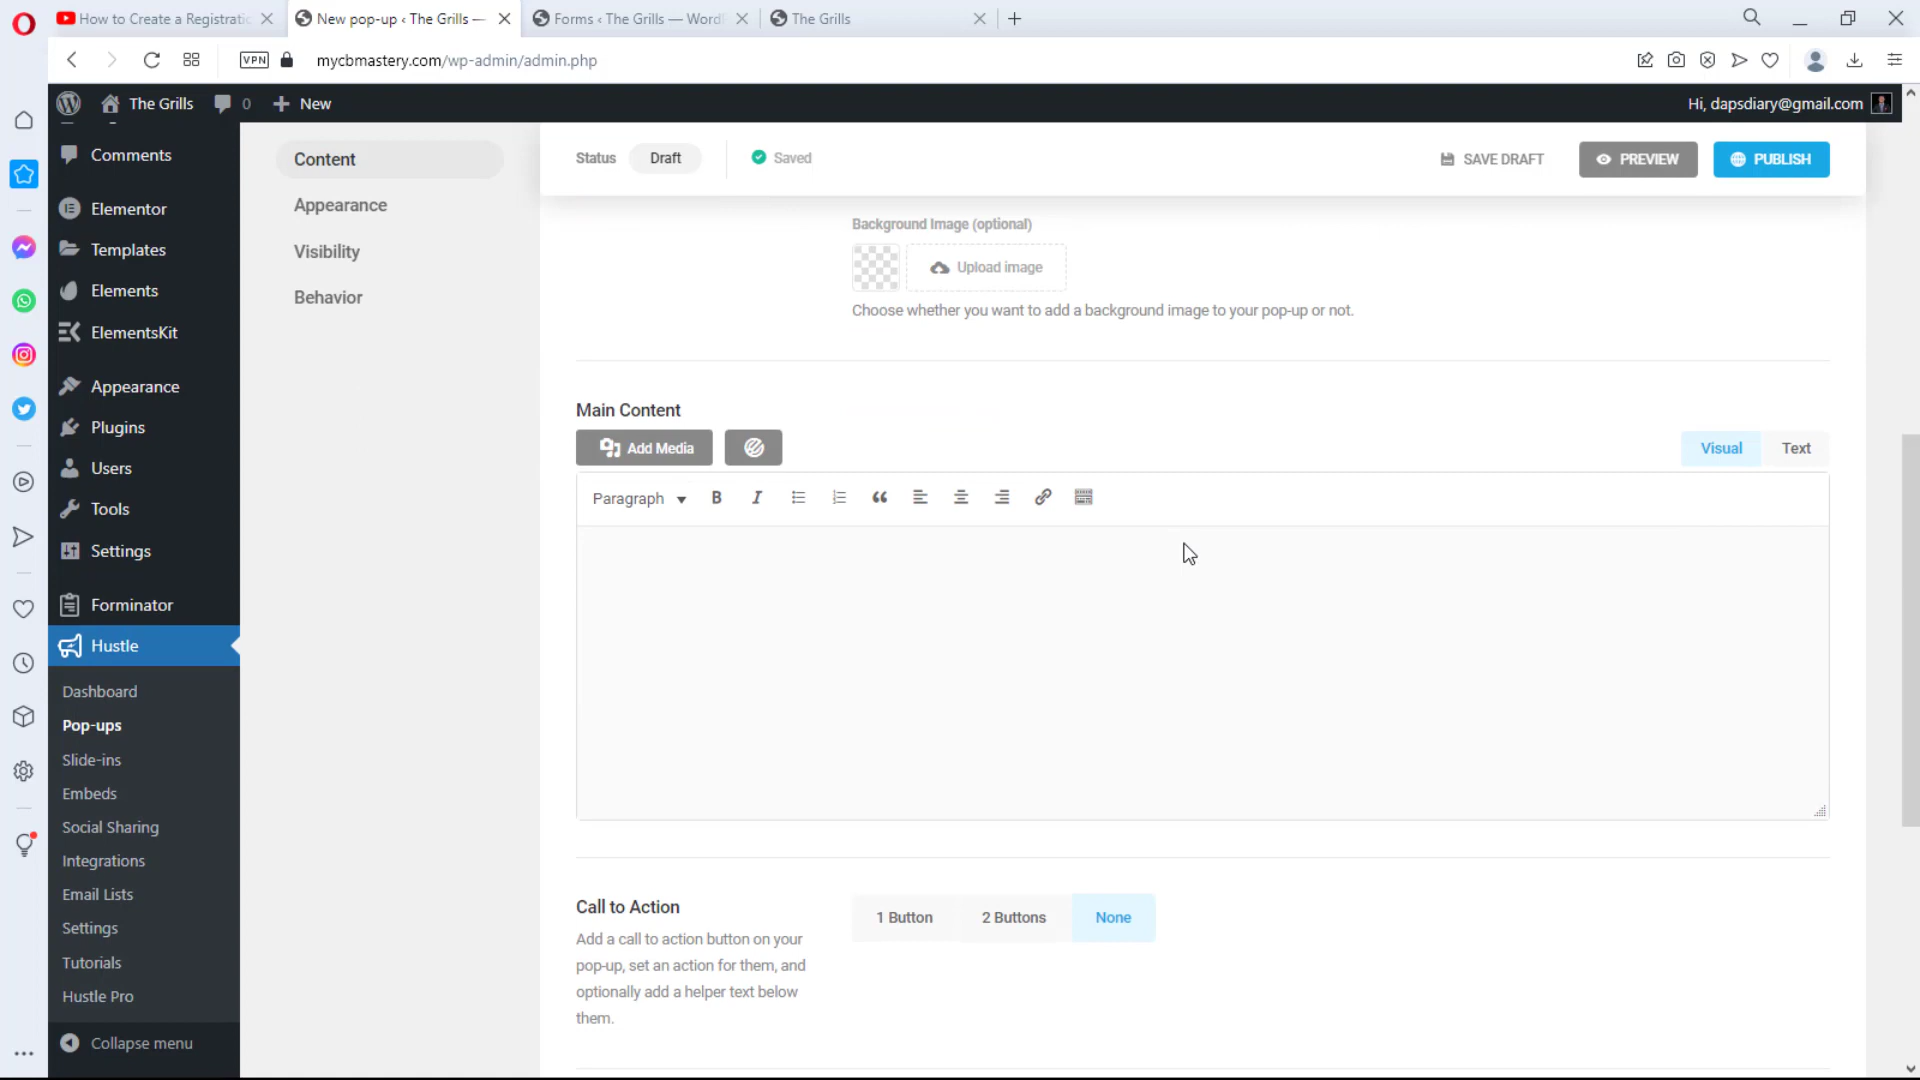 How to Create a Registratic
New pop-up ‹ The Grills —
Forms ‹ The Grills — WordP
The Grills
VPN
mycbmastery.com/wp-admin/admin.php
The Grills
0
New
Hi, dapsdiary@gmail.com
Comments
Elementor
Templates
Elements
ElementsKit
Appearance
Plugins
Users
Tools
Settings
Forminator
Hustle
Dashboard
Pop-ups
Slide-ins
Embeds
Social Sharing
Integrations
Email Lists
Settings
Tutorials
Hustle Pro
Collapse menu
Content
Appearance
Visibility
Behavior
Status
Draft
Saved
SAVE DRAFT
PREVIEW
PUBLISH
Background Image (optional)
Upload image
Choose whether you want to add a background image to your pop-up or not.
Main Content
Add Media
Visual
Text
Paragraph
B
I
Call to Action
Add a call to action button on your
pop-up, set an action for them, and
optionally add a helper text below
them.
1 Button
2 Buttons
None